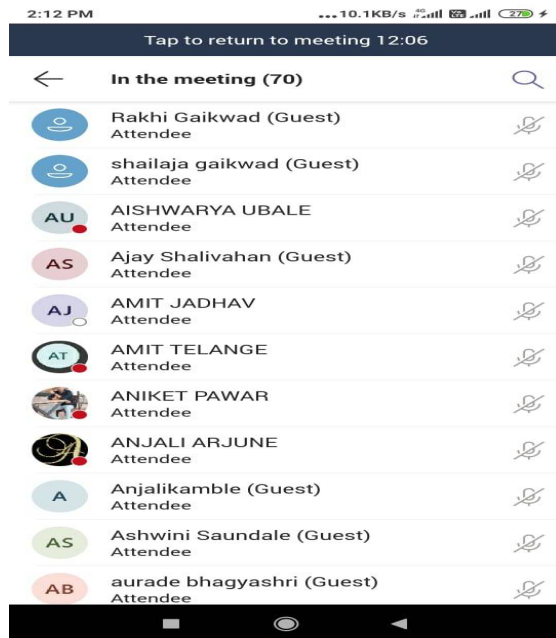 2:12 PM
...10.1KB/s 4G 27
Tap to return to meeting 12:06
In the meeting (70)
Rakhi Gaikwad (Guest)
Attendee
shailaja gaikwad (Guest)
Attendee
AU
AISHWARYA UBALE
Attendee
AS
Ajay Shalivahan (Guest)
Attendee
AJ
AMIT JADHAV
Attendee
AT
AMIT TELANGE
Attendee
ANIKET PAWAR
Attendee
A
ANJALI ARJUNE
Attendee
A
Anjalikamble (Guest)
Attendee
AS
Ashwini Saundale (Guest)
Attendee
AB
aurade bhagyashri (Guest)
Attendee